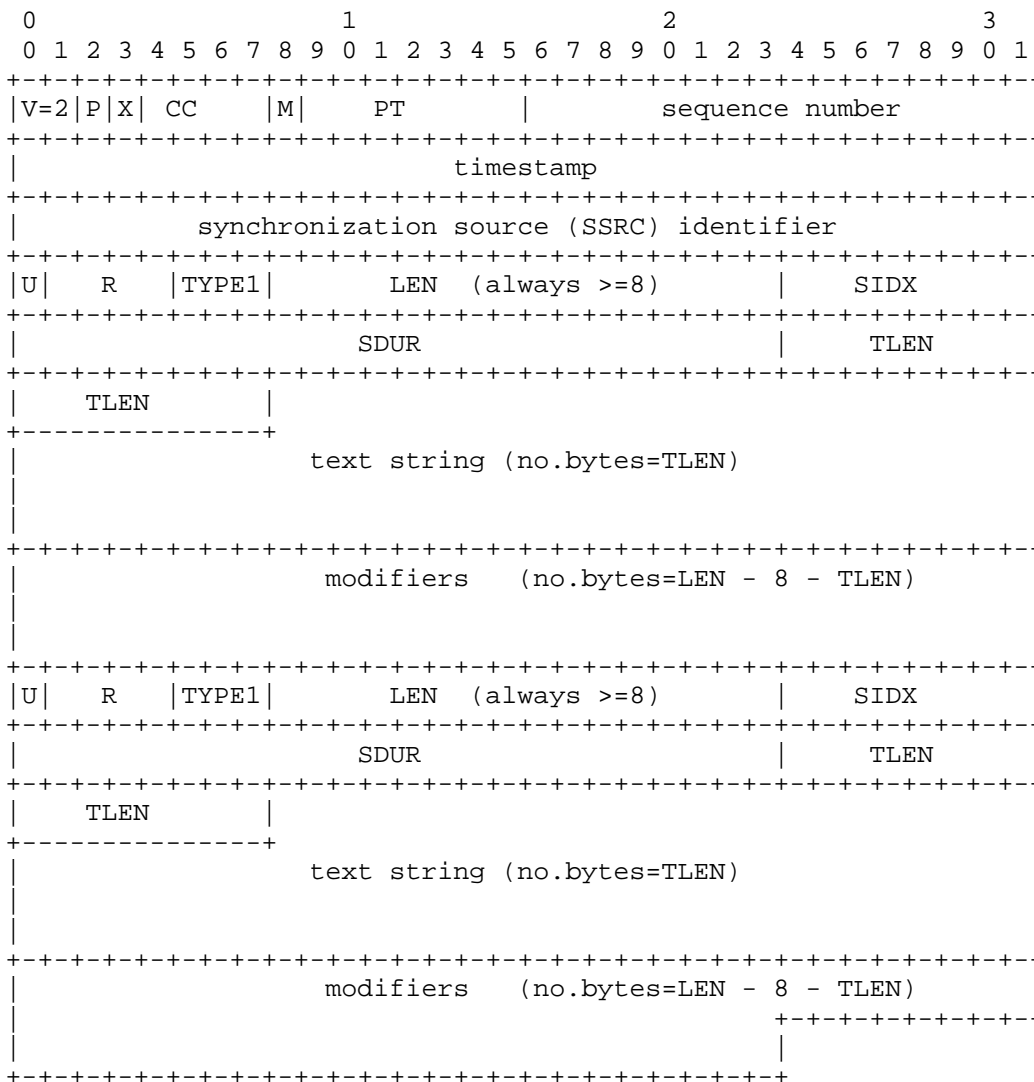 0                   1                   2                   3
 0 1 2 3 4 5 6 7 8 9 0 1 2 3 4 5 6 7 8 9 0 1 2 3 4 5 6 7 8 9 0 1
+-+-+-+-+-+-+-+-+-+-+-+-+-+-+-+-+-+-+-+-+-+-+-+-+-+-+-+-+-+-+-+-
|V=2|P|X| CC    |M|    PT       |        sequence number
+-+-+-+-+-+-+-+-+-+-+-+-+-+-+-+-+-+-+-+-+-+-+-+-+-+-+-+-+-+-+-+-
|                           timestamp
+-+-+-+-+-+-+-+-+-+-+-+-+-+-+-+-+-+-+-+-+-+-+-+-+-+-+-+-+-+-+-+-
|           synchronization source (SSRC) identifier
+-+-+-+-+-+-+-+-+-+-+-+-+-+-+-+-+-+-+-+-+-+-+-+-+-+-+-+-+-+-+-+-
|U|   R   |TYPE1|       LEN  (always >=8)       |    SIDX
+-+-+-+-+-+-+-+-+-+-+-+-+-+-+-+-+-+-+-+-+-+-+-+-+-+-+-+-+-+-+-+-
|                     SDUR                      |     TLEN
+-+-+-+-+-+-+-+-+-+-+-+-+-+-+-+-+-+-+-+-+-+-+-+-+-+-+-+-+-+-+-+-
|    TLEN       |
+---------------+
|                  text string (no.bytes=TLEN)
|
|
+-+-+-+-+-+-+-+-+-+-+-+-+-+-+-+-+-+-+-+-+-+-+-+-+-+-+-+-+-+-+-+-
|                   modifiers   (no.bytes=LEN - 8 - TLEN)
|
|
+-+-+-+-+-+-+-+-+-+-+-+-+-+-+-+-+-+-+-+-+-+-+-+-+-+-+-+-+-+-+-+-
|U|   R   |TYPE1|       LEN  (always >=8)       |    SIDX
+-+-+-+-+-+-+-+-+-+-+-+-+-+-+-+-+-+-+-+-+-+-+-+-+-+-+-+-+-+-+-+-
|                     SDUR                      |     TLEN
+-+-+-+-+-+-+-+-+-+-+-+-+-+-+-+-+-+-+-+-+-+-+-+-+-+-+-+-+-+-+-+-
|    TLEN       |
+---------------+
|                  text string (no.bytes=TLEN)
|
|
+-+-+-+-+-+-+-+-+-+-+-+-+-+-+-+-+-+-+-+-+-+-+-+-+-+-+-+-+-+-+-+-
|                   modifiers   (no.bytes=LEN - 8 - TLEN)
|                                               +-+-+-+-+-+-+-+-
|                                               |
+-+-+-+-+-+-+-+-+-+-+-+-+-+-+-+-+-+-+-+-+-+-+-+-+